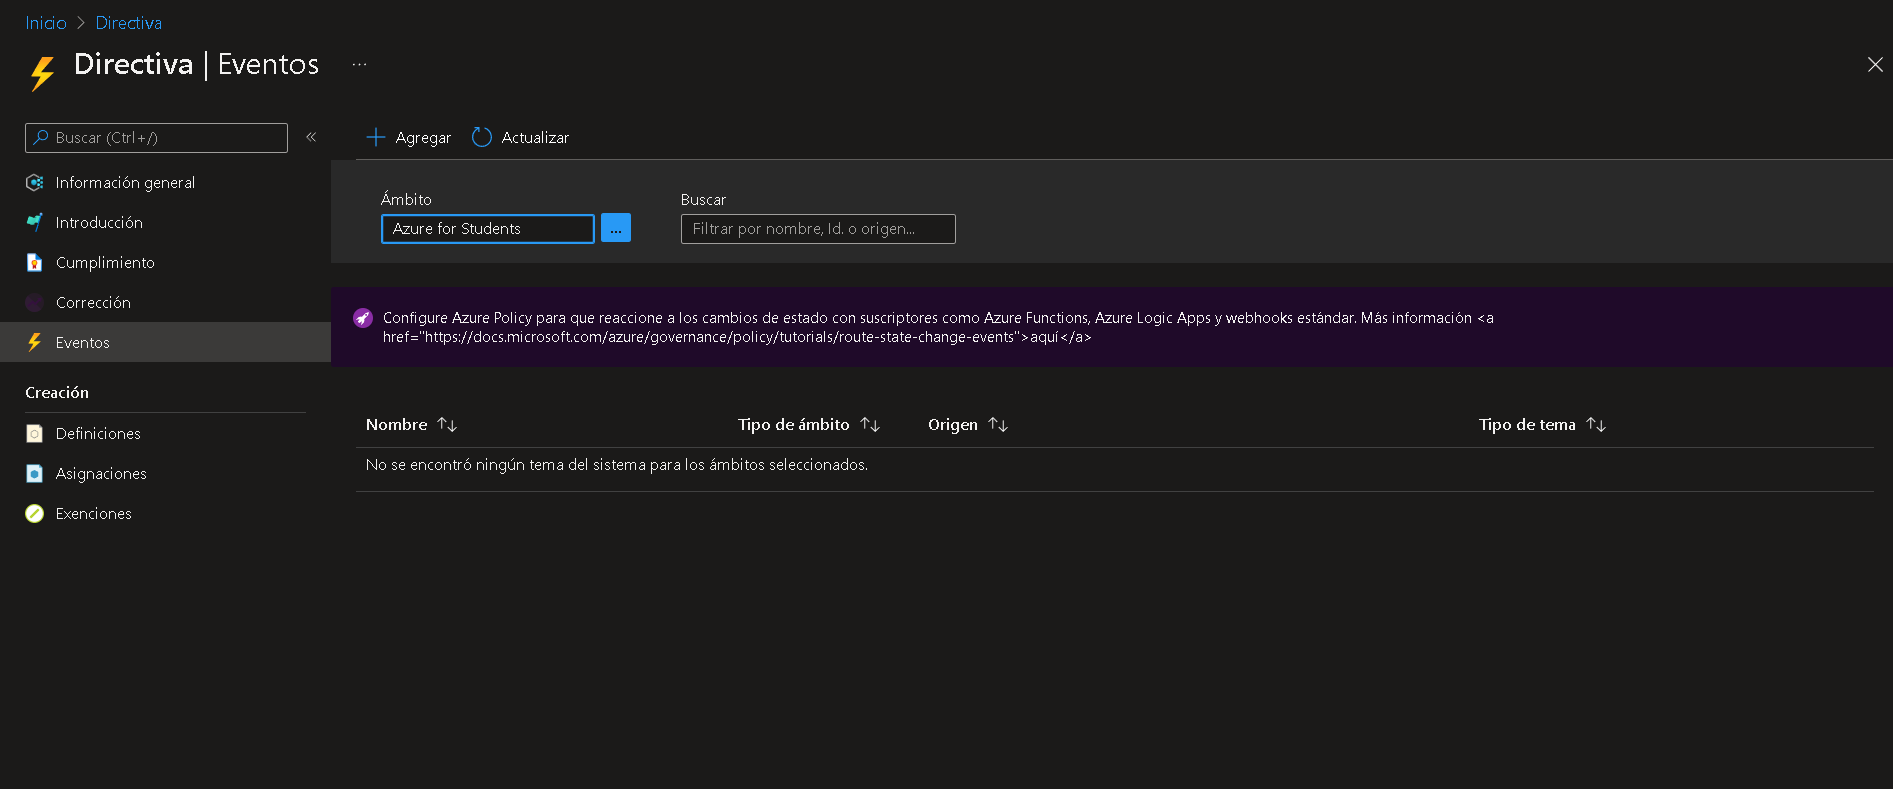 Inicio > Directiva
Directiva | Eventos ...
Buscar (Ctrl+/) «
Agregar Actualizar
Información general
Introducción
Cumplimiento
Corrección
Eventos
Creación
Definiciones
Asignaciones
Exenciones
Ámbito Buscar
Azure for Students ... Filtrar por nombre, Id. o origen...
Configure Azure Policy para que reaccione a los cambios de estado con suscriptores como Azure Functions, Azure Logic Apps y webhooks estándar. Más información <a
href="https://docs.microsoft.com/azure/governance/policy/tutorials/route-state-change-events">aquí</a>
Nombre ↑↓ Tipo de ámbito ↑↓ Origen ↑↓ Tipo de tema ↑↓
No se encontró ningún tema del sistema para los ámbitos seleccionados.